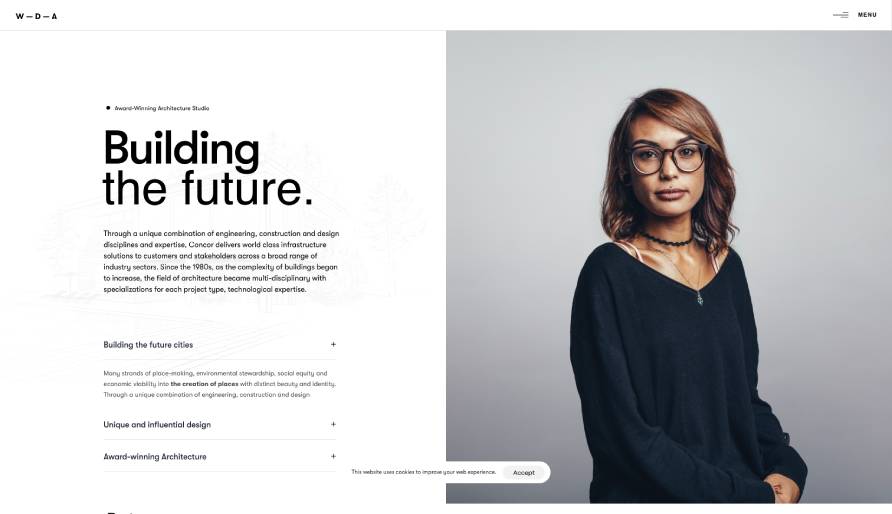 W—D—A
MENU
Award-Winning Architecture Studio
Building
the future.
Through a unique combination of engineering, construction and design
disciplines and expertise, Concor delivers world class infrastructure
solutions to customers and stakeholders across a broad range of
industry sectors. Since the 1980s, as the complexity of buildings began
to increase, the field of architecture became multi-disciplinary with
specializations for each project type, technological expertise.
Building the future cities +
Many strands of place-making, environmental stewardship, social equity and
economic viability into the creation of places with distinct beauty and identity.
Through a unique combination of engineering, construction and design
Unique and influential design +
Award-winning Architecture +
This website uses cookies to improve your web experience. Accept